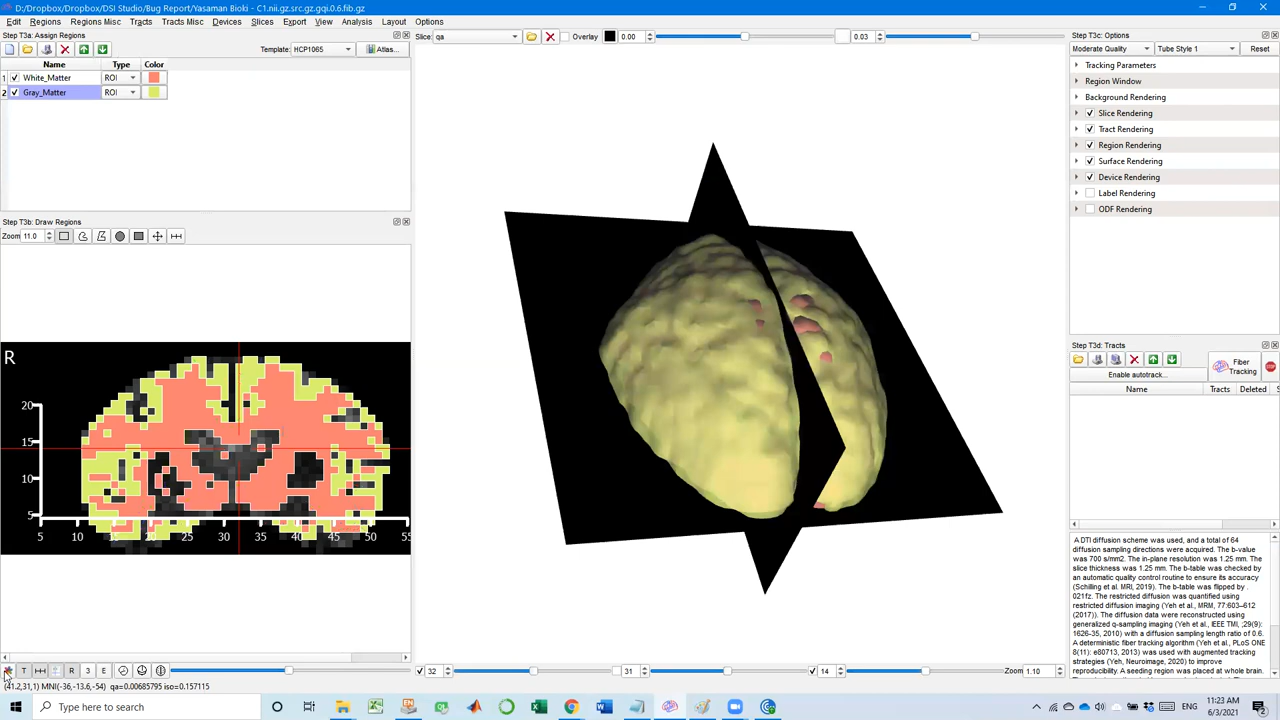 D:/Dropbox/DSI Studio/Bug Report/Yasaman Bioki - C1.nii.gz.src.gz.gqi.0.6.fib.gz
Edit Regions Regions Misc Tracts Tracts Misc Devices Slices Export View Analysis Layout Options
Step T3a: Assign Regions
Template: HCP1065 Atlas...
Name Type Color
1 White_Matter ROI
2 Gray_Matter ROI
Step T3b: Draw Regions
Zoom 11.0
R
20
15
10
5
5 10 15 20 25 30 35 40 45 50 55
T R 3 E
(41.2,31,1) MNI(-36,-13.6,-54) qa=0.00685795 iso=0.157115
Slice: qa Overlay 0.00 0.03
32 31 14 Zoom 1.10
Step T3c: Options
Moderate Quality Tube Style 1 Reset
Tracking Parameters
Region Window
Background Rendering
Slice Rendering
Tract Rendering
Region Rendering
Surface Rendering
Device Rendering
Label Rendering
ODF Rendering
Step T3d: Tracts
Fiber Tracking
Enable autotrack...
Name Tracts Deleted S
A DTI diffusion scheme was used, and a total of 64
diffusion sampling directions were acquired. The b-value
was 700 s/mm2. The in-plane resolution was 1.25 mm. The
slice thickness was 1.25 mm. The b-table was checked by
an automatic quality control routine to ensure its accuracy
(Schilling et al. MRI, 2019). The b-table was flipped by .
021fz. The restricted diffusion was quantified using
restricted diffusion imaging (Yeh et al., MRM, 77:603–612
(2017)). The diffusion data were reconstructed using
generalized q-sampling imaging (Yeh et al., IEEE TMI, ;29(9):
1626-35, 2010) with a diffusion sampling length ratio of 0.6.
A deterministic fiber tracking algorithm (Yeh et al., PLoS ONE
8(11): e80713, 2013) was used with augmented tracking
strategies (Yeh, Neuroimage, 2020) to improve
reproducibility. A seeding region was placed at whole brain.
Type here to search
11:23 AM
6/3/2021